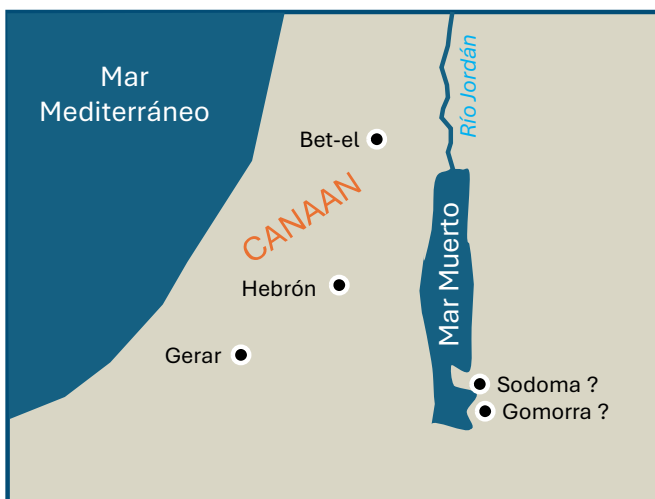 Mar
Mediterráneo
Río Jordán
Bet-el
CANAAN
Mar Muerto
Hebrón
Gerar
Sodoma ?
Gomorra ?